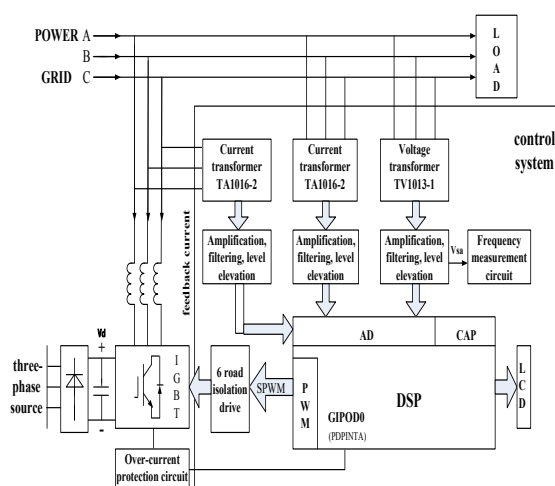 POWER A
B
GRID C
L
O
A
D
control
system
Current
transformer
TA1016-2
Current
transformer
TA1016-2
Voltage
transformer
TV1013-1
feedback current
Amplification,
filtering, level
elevation
Amplification,
filtering, level
elevation
Amplification,
filtering, level
elevation
Vsa
Frequency
measurement
circuit
AD
CAP
three-
phase
source
Vd
+
-
I
G
B
T
6 road
isolation
drive
SPWM
P
W
M
GIPOD0
(PDPINTA)
DSP
L
C
D
Over-current
protection circuit